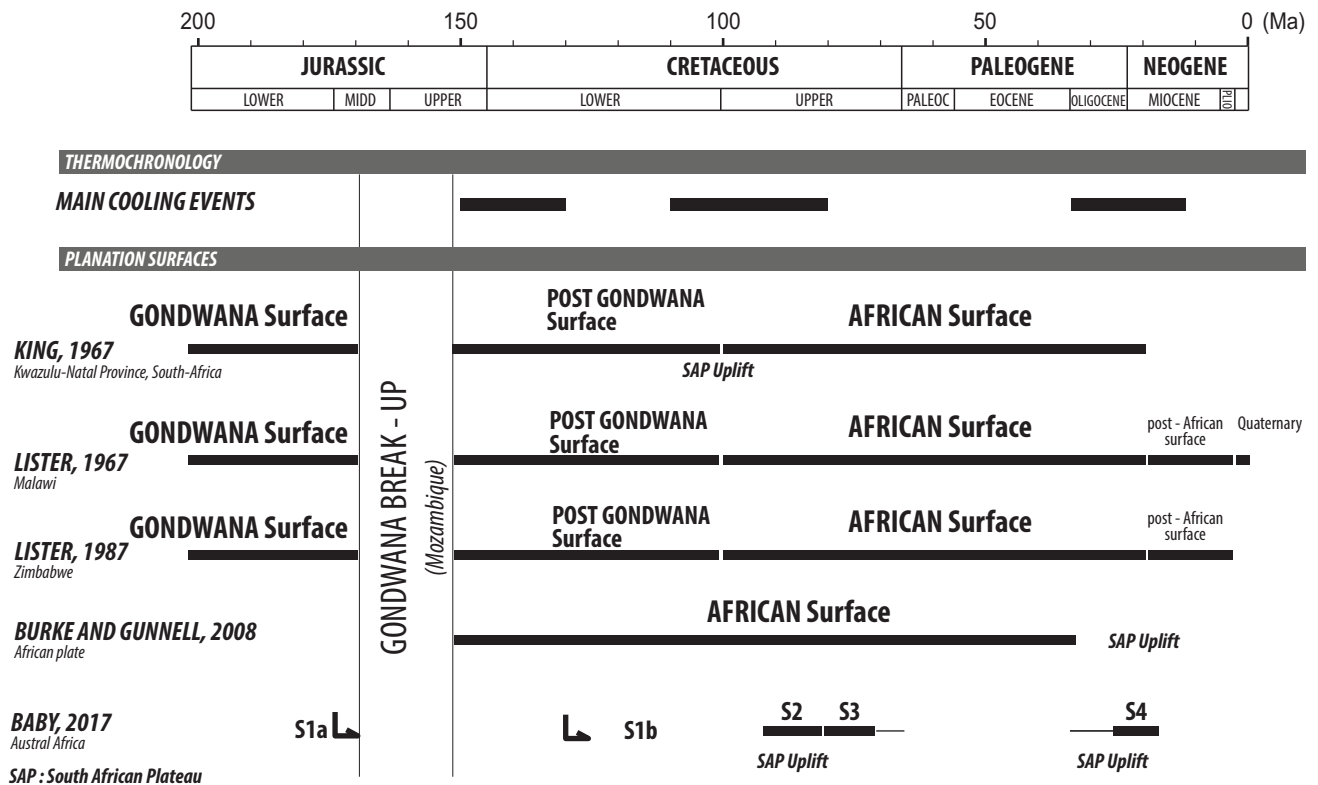 200 150 100 50 0 (Ma)
JURASSIC CRETACEOUS PALEOGENE NEOGENE
LOWER MIDD UPPER LOWER UPPER PALEOC EOCENE OLIGOCENE MIOCENE PLIO
THERMOCHRONOLOGY
MAIN COOLING EVENTS
PLANATION SURFACES
GONDWANA Surface
POST GONDWANA
Surface
AFRICAN Surface
KING, 1967
Kwazulu-Natal Province, South-Africa
SAP Uplift
GONDWANA BREAK - UP
(Mozambique)
GONDWANA Surface
POST GONDWANA
Surface
AFRICAN Surface
post - African
surface
Quaternary
LISTER, 1967
Malawi
GONDWANA Surface
POST GONDWANA
Surface
AFRICAN Surface
post - African
surface
LISTER, 1987
Zimbabwe
AFRICAN Surface
BURKE AND GUNNELL, 2008
African plate
SAP Uplift
BABY, 2017
Austral Africa
S1a
S1b
S2
S3
S4
SAP Uplift
SAP Uplift
SAP : South African Plateau